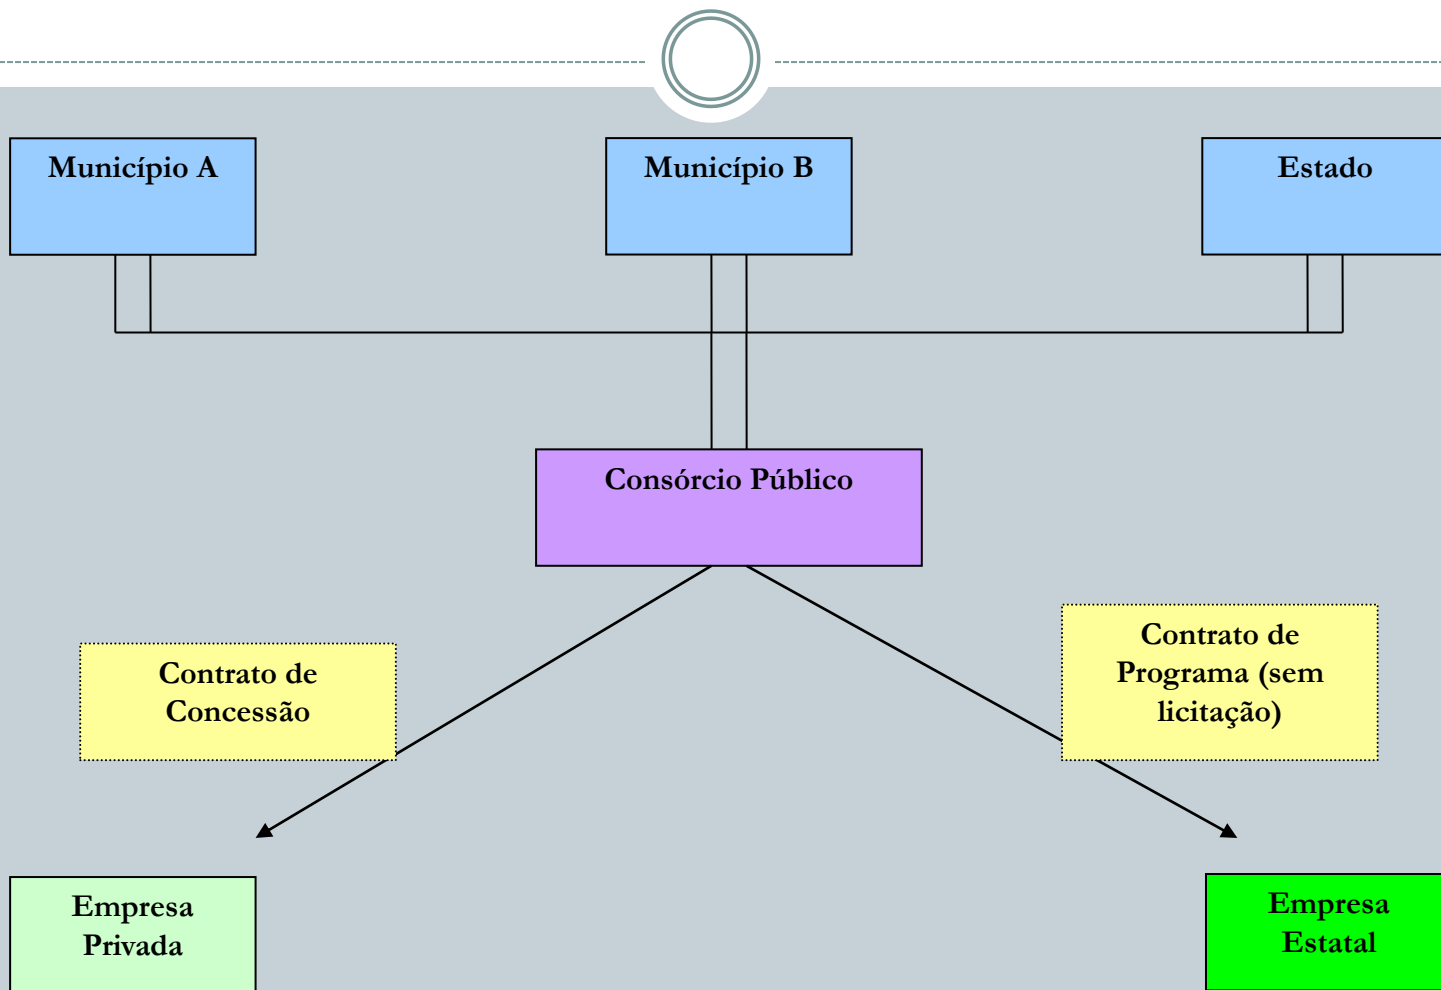 Município A
Município B
Estado
Consórcio Público
Contrato de
Concessão
Contrato de
Programa (sem
licitação)
Empresa
Privada
Empresa
Estatal